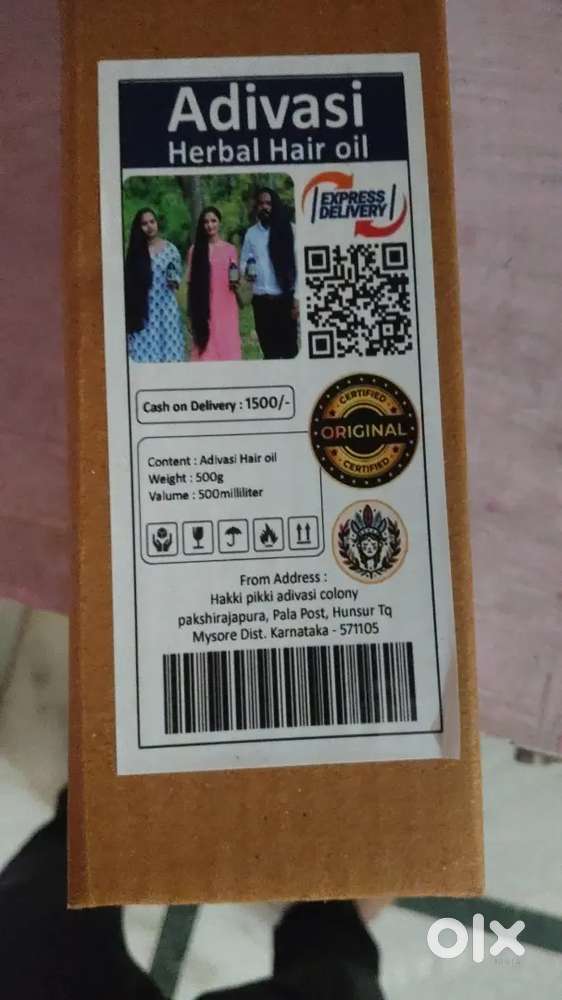 Adivasi
Herbal Hair oil
EXPRESS
DELIVERY
Cash on Delivery : 1500/-
CERTIFIED
ORIGINAL
CERTIFIED
Content : Adivasi Hair oil
Weight : 500g
Valume : 500milliliter
From Address :
Hakki pikki adivasi colony
pakshirajapura, Pala Post, Hunsur Tq
Mysore Dist. Karnataka - 571105
olx